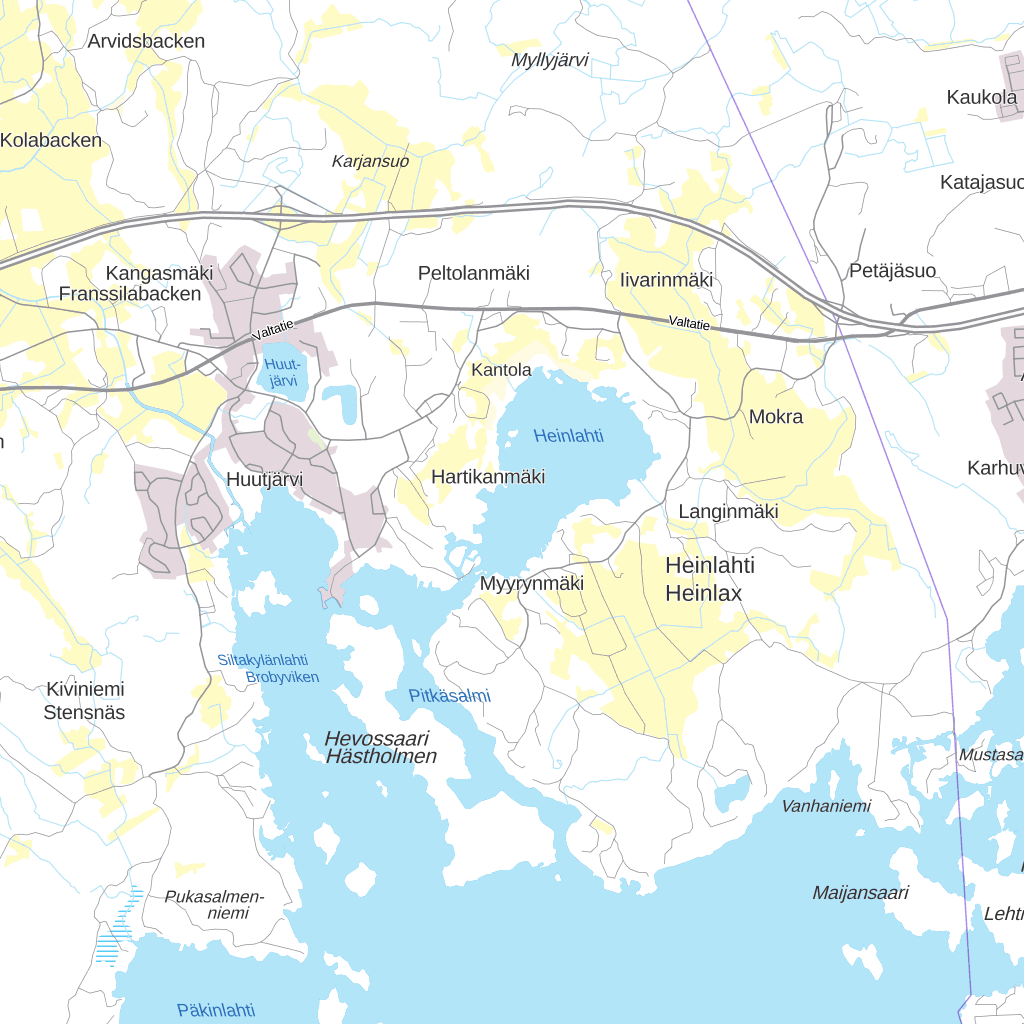 Arvidsbacken
Myllyjärvi
Kaukola
Kolabacken
Karjansuo
Katajasuo
Kangasmäki
Peltolanmäki
Iivarinmäki
Petäjäsuo
Franssilabacken
Valtatie
Valtatie
Huut-
järvi
Kantola
Mokra
Heinlahti
Huutjärvi
Hartikanmäki
Langinmäki
Heinlahti
Heinlax
Myyrynmäki
Siltakylänlahti
Brobyviken
Kiviniemi
Stensnäs
Pitkäsalmi
Hevossaari
Hästholmen
Vanhaniemi
Maijansaari
Pukasalmen-
niemi
Päkinlahti